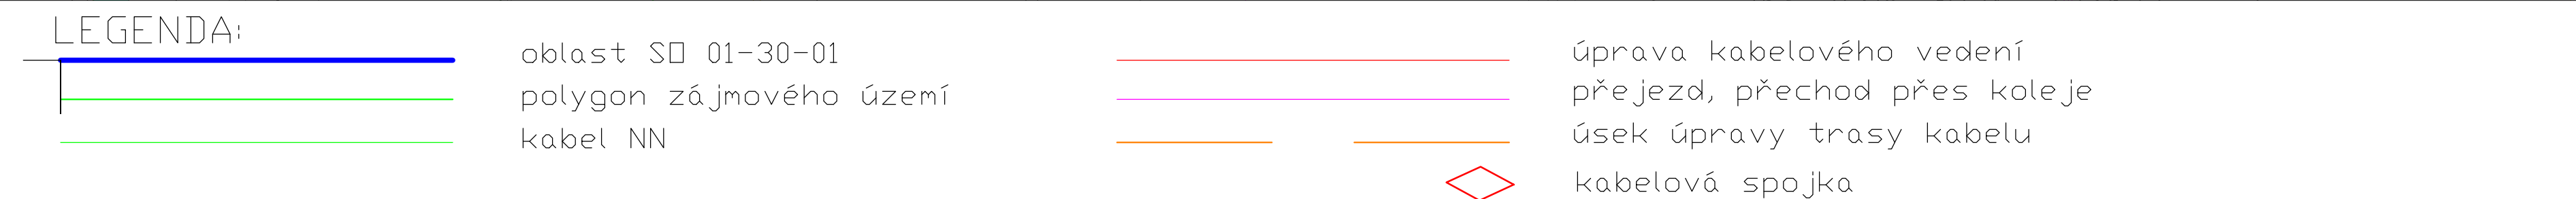 LEGENDA:
oblast SO 01-30-01
polygon zájmového území
kabel NN
úprava kabelového vedení
přejezd, přechod přes koleje
úsek úpravy trasy kabelu
kabelová spojka